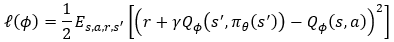 ℓ(ϕ) = 1/2 E_{s,a,r,s′} [ ( r + γQ_ϕ(s′, π_θ(s′)) − Q_ϕ(s, a) )² ]